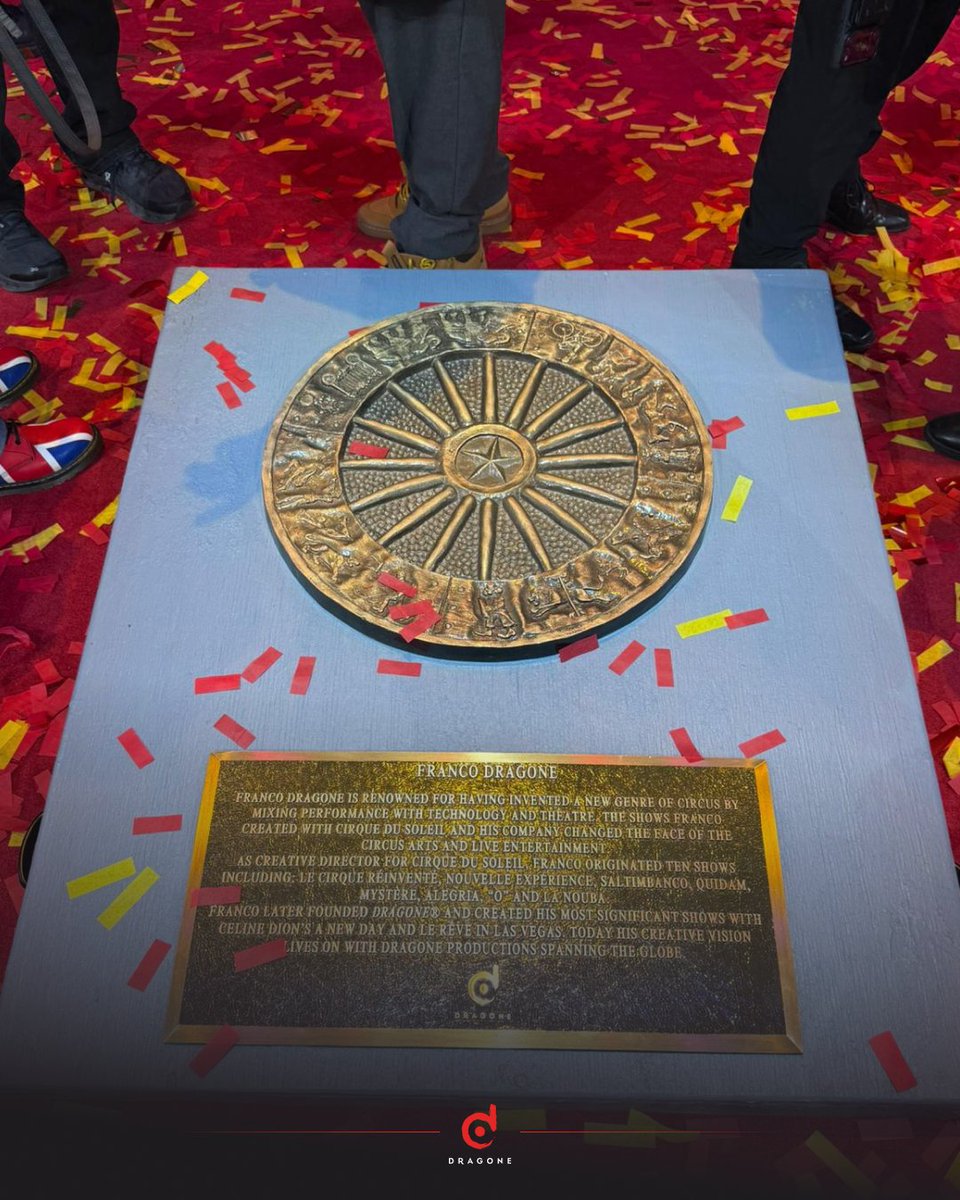 FRANCO DRAGONE
FRANCO DRAGONE IS RENOWNED FOR HAVING INVENTED A NEW GENRE OF CIRCUS BY
MIXING PERFORMANCE WITH TECHNOLOGY AND THEATRE. THE SHOWS FRANCO
CREATED WITH CIRQUE DU SOLEIL AND HIS COMPANY CHANGED THE FACE OF THE
CIRCUS ARTS AND LIVE ENTERTAINMENT.
AS CREATIVE DIRECTOR FOR CIRQUE DU SOLEIL, FRANCO ORIGINATED TEN SHOWS
INCLUDING: LE CIRQUE RÉINVENTÉ, NOUVELLE EXPÉRIENCE, SALTIMBANCO, QUIDAM,
MYSTÈRE, ALEGRIA, "O" AND LA NOUBA.
FRANCO LATER FOUNDED DRAGONE® AND CREATED HIS MOST SIGNIFICANT SHOWS WITH
CELINE DION'S A NEW DAY AND LE RÊVE IN LAS VEGAS. TODAY HIS CREATIVE VISION
LIVES ON WITH DRAGONE PRODUCTIONS SPANNING THE GLOBE.
DRAGONE
DRAGONE